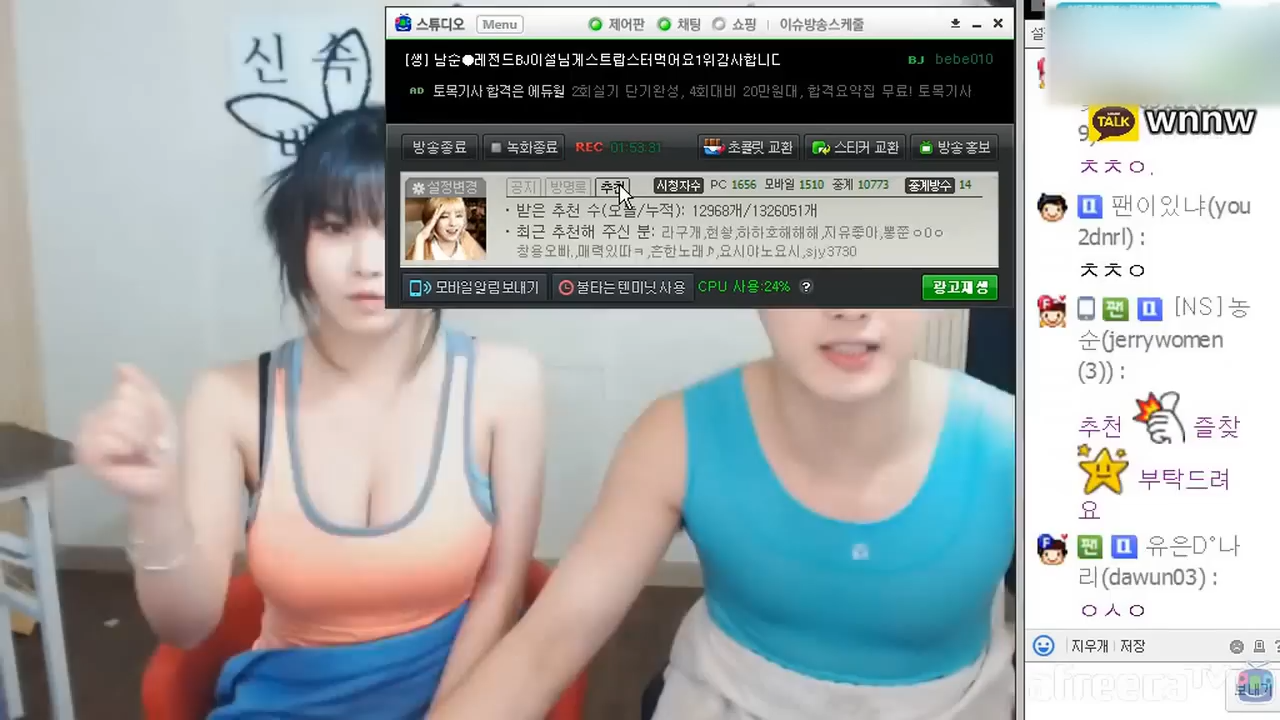 신 축
스튜디오 Menu 제어판 채팅 쇼핑 이슈방송스케줄
[생] 남순●레전드BJ이설님게스트랍스터먹어요1위감사합니다
BJ bebe010
AD 토목기사 합격은 에듀윌 2회실기 단기완성, 4회대비 20만원대, 합격요약집 무료! 토목기사
방송종료 녹화종료 REC 01:53:31 초콜릿 교환 스티커 교환 방송 홍보
설정변경 공지 방명록 추천 시청자수 PC 1656 모바일 1510 중계 10773 중계방수 14
· 받은 추천 수(오늘/누적): 12968개/1326051개
· 최근 추천해 주신 분: 라구개,현왈,하하호해해해,지유좋아,뽕쭌ㅇ0ㅇ
창용오빠,,매력있따ㅋ,흔한노래♪,요시야노요시,sjy3730
모바일 알림 보내기 불타는 텐미닛 사용 CPU 사용:24% ? 광고재생
TALK wnnw
ㅊㅊㅇ.
팬이있냐(you
2dnrl) :
ㅊㅊㅇ
팬 [NS]농
순(jerrywomen
(3)) :
추천 즐찾
부탁드려
요
팬 유은D°나
리(dawun03) :
ㅇㅅㅇ
지우개 저장
afreecaTV
보내기